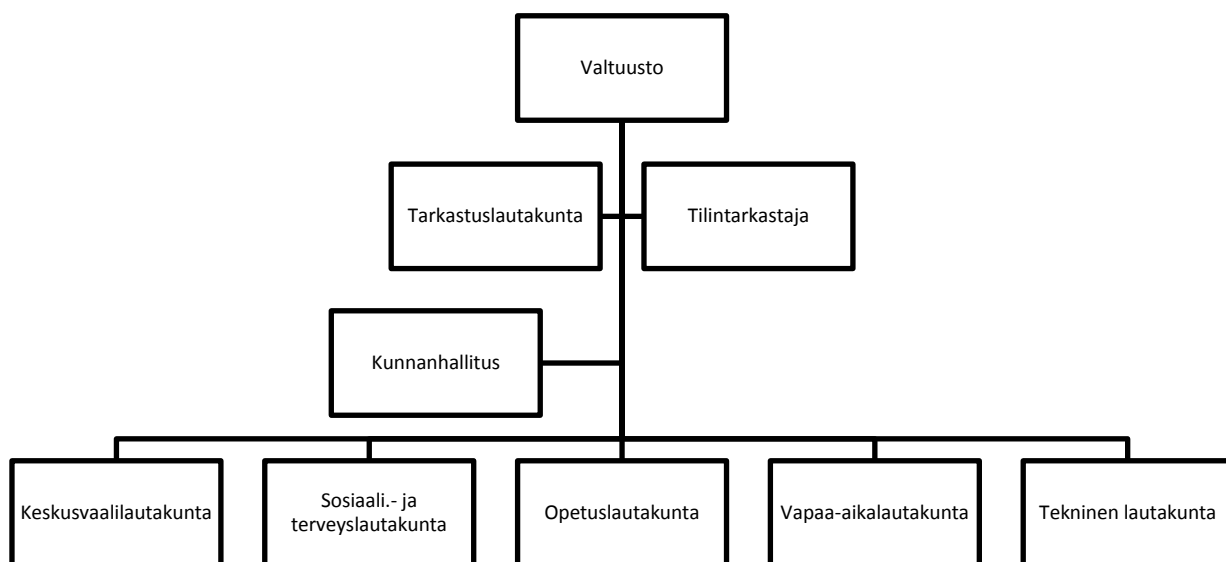 Valtuusto
Tarkastuslautakunta
Tilintarkastaja
Kunnanhallitus
Keskusvaalilautakunta
Sosiaali.- ja
terveyslautakunta
Opetuslautakunta
Vapaa-aikalautakunta
Tekninen lautakunta